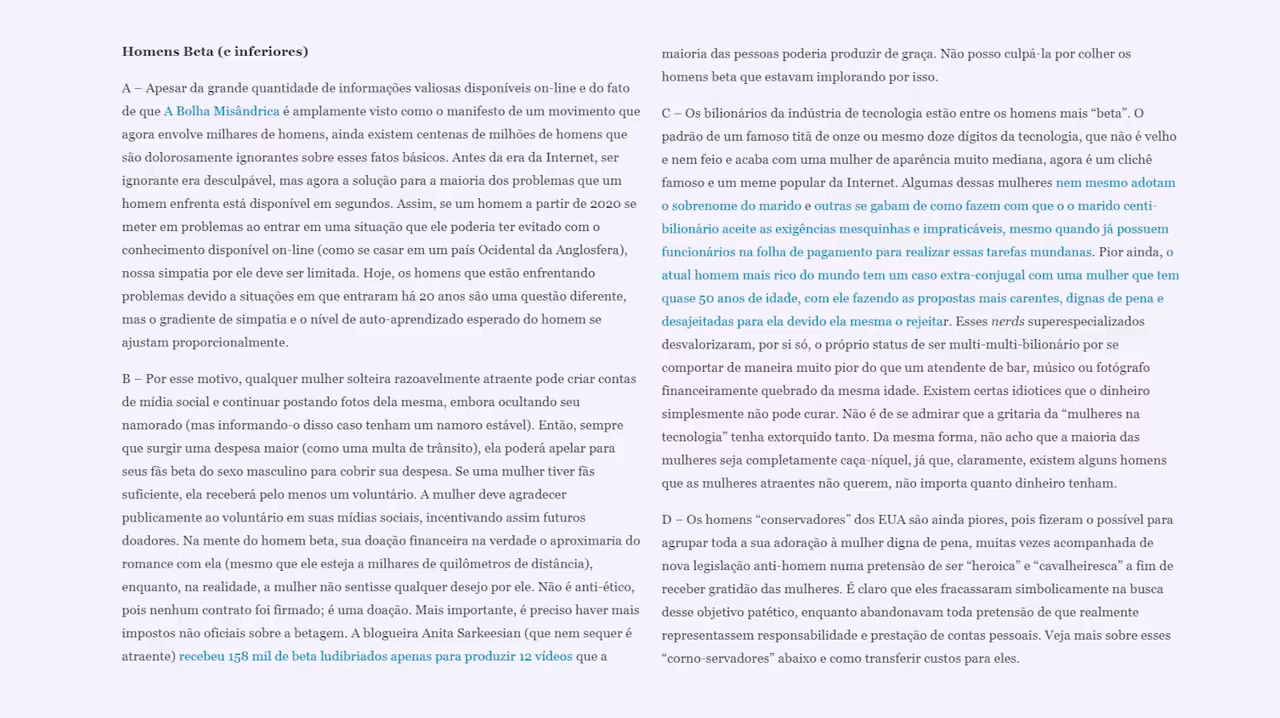 Homens Beta (e inferiores)
A – Apesar da grande quantidade de informações valiosas disponíveis on-line e do fato
de que A Bolha Misândrica é amplamente visto como o manifesto de um movimento que
agora envolve milhares de homens, ainda existem centenas de milhões de homens que
são dolorosamente ignorantes sobre esses fatos básicos. Antes da era da Internet, ser
ignorante era desculpável, mas agora a solução para a maioria dos problemas que um
homem enfrenta está disponível em segundos. Assim, se um homem a partir de 2020 se
meter em problemas ao entrar em uma situação que ele poderia ter evitado com o
conhecimento disponível on-line (como se casar em um país Ocidental da Anglosfera),
nossa simpatia por ele deve ser limitada. Hoje, os homens que estão enfrentando
problemas devido a situações em que entraram há 20 anos são uma questão diferente,
mas o gradiente de simpatia e o nível de auto-aprendizado esperado do homem se
ajustam proporcionalmente.
B – Por esse motivo, qualquer mulher solteira razoavelmente atraente pode criar contas
de mídia social e continuar postando fotos dela mesma, embora ocultando seu
namorado (mas informando-o disso caso tenham um namoro estável). Então, sempre
que surgir uma despesa maior (como uma multa de trânsito), ela poderá apelar para
seus fãs beta do sexo masculino para cobrir sua despesa. Se uma mulher tiver fãs
suficiente, ela receberá pelo menos um voluntário. A mulher deve agradecer
publicamente ao voluntário em suas mídias sociais, incentivando assim futuros
doadores. Na mente do homem beta, sua doação financeira na verdade o aproximaria do
romance com ela (mesmo que ele esteja a milhares de quilômetros de distância),
enquanto, na realidade, a mulher não sentisse qualquer desejo por ele. Não é anti-ético,
pois nenhum contrato foi firmado; é uma doação. Mais importante, é preciso haver mais
impostos não oficiais sobre a betagem. A blogueira Anita Sarkeesian (que nem sequer é
atraente) recebeu 158 mil de beta ludibriados apenas para produzir 12 vídeos que a
maioria das pessoas poderia produzir de graça. Não posso culpá-la por colher os
homens beta que estavam implorando por isso.
C – Os bilionários da indústria de tecnologia estão entre os homens mais “beta”. O
padrão de um famoso titã de onze ou mesmo doze dígitos da tecnologia, que não é velho
e nem feio e acaba com uma mulher de aparência muito mediana, agora é um clichê
famoso e um meme popular da Internet. Algumas dessas mulheres nem mesmo adotam
o sobrenome do marido e outras se gabam de como fazem com que o o marido centi-
bilionário aceite as exigências mesquinhas e impraticáveis, mesmo quando já possuem
funcionários na folha de pagamento para realizar essas tarefas mundanas. Pior ainda, o
atual homem mais rico do mundo tem um caso extra-conjugal com uma mulher que tem
quase 50 anos de idade, com ele fazendo as propostas mais carentes, dignas de pena e
desajeitadas para ela devido ela mesma o rejeitar. Esses nerds superespecializados
desvalorizaram, por si só, o próprio status de ser multi-multi-bilionário por se
comportar de maneira muito pior do que um atendente de bar, músico ou fotógrafo
financeiramente quebrado da mesma idade. Existem certas idiotices que o dinheiro
simplesmente não pode curar. Não é de se admirar que a gritaria da “mulheres na
tecnologia” tenha extorquido tanto. Da mesma forma, não acho que a maioria das
mulheres seja completamente caça-níquel, já que, claramente, existem alguns homens
que as mulheres atraentes não querem, não importa quanto dinheiro tenham.
D – Os homens “conservadores” dos EUA são ainda piores, pois fizeram o possível para
agrupar toda a sua adoração à mulher digna de pena, muitas vezes acompanhada de
nova legislação anti-homem numa pretensão de ser “heroica” e “cavalheiresca” a fim de
receber gratidão das mulheres. É claro que eles fracassaram simbolicamente na busca
desse objetivo patético, enquanto abandonavam toda pretensão de que realmente
representassem responsabilidade e prestação de contas pessoais. Veja mais sobre esses
“corno-servadores” abaixo e como transferir custos para eles.